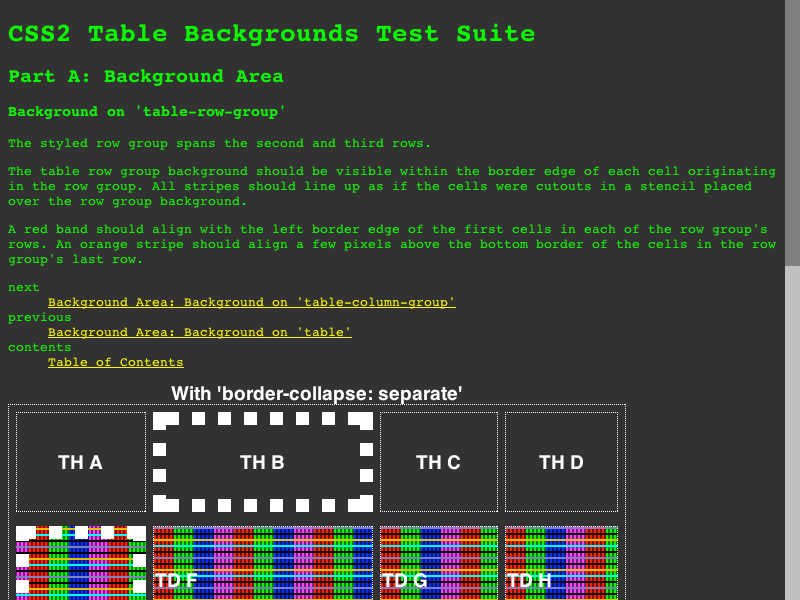 CSS2 Table Backgrounds Test Suite
Part A: Background Area
Background on 'table-row-group'
The styled row group spans the second and third rows.
The table row group background should be visible within the border edge of each cell originating
in the row group. All stripes should line up as if the cells were cutouts in a stencil placed
over the row group background.
A red band should align with the left border edge of the first cells in each of the row group's
rows. An orange stripe should align a few pixels above the bottom border of the cells in the row
group's last row.
next
Background Area: Background on 'table-column-group'
previous
Background Area: Background on 'table'
contents
Table of Contents
With 'border-collapse: separate'
TH A TH B TH C TH D
TD F TD G TD H